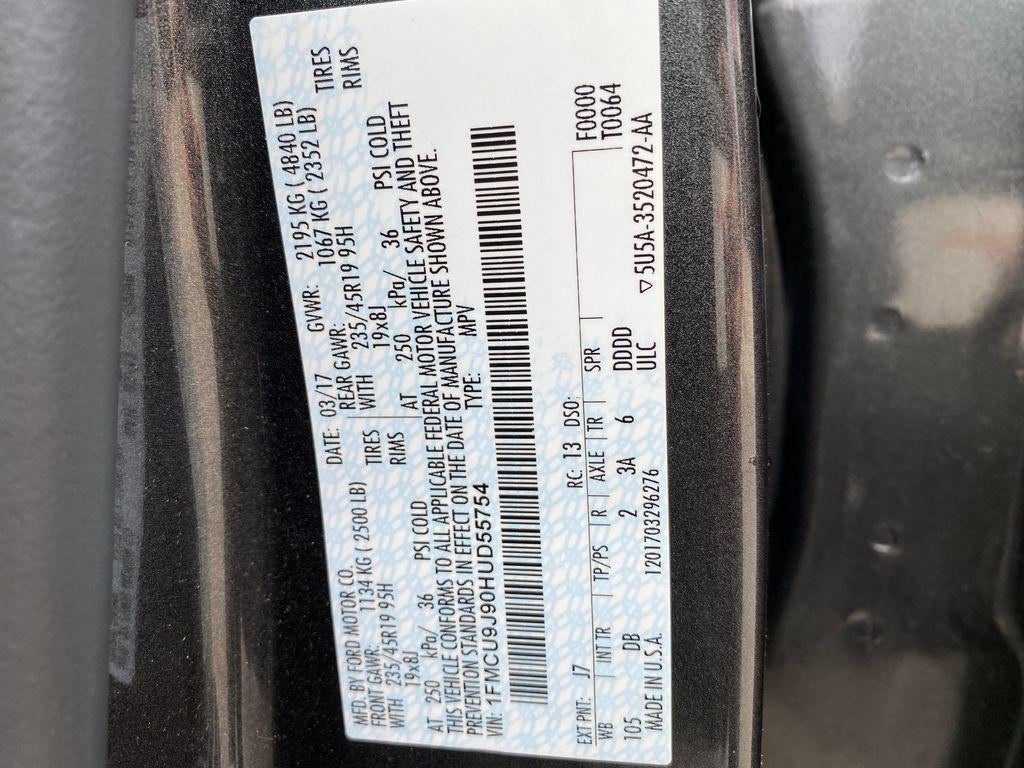 MFD. BY FORD MOTOR CO. DATE: 03/17 GVWR: 2195 KG ( 4840 LB)
FRONT GAWR: 1134 KG ( 2500 LB) REAR GAWR: 1067 KG ( 2352 LB)
WITH 235/45R19 95H TIRES WITH 235/45R19 95H TIRES
19x8J RIMS 19x8J RIMS
AT 250 kPa/ 36 PSI COLD AT 250 kPa/ 36 PSI COLD
THIS VEHICLE CONFORMS TO ALL APPLICABLE FEDERAL MOTOR VEHICLE SAFETY AND THEFT
PREVENTION STANDARDS IN EFFECT ON THE DATE OF MANUFACTURE SHOWN ABOVE.
VIN: 1FMCU9J90HUD55754 TYPE: MPV
EXT PNT: J7 RC: 13 DSO: F0000
WB INT TR TP/PS R AXLE TR SPR T0064
105 DB 2 3A 6 DDDD
MADE IN U.S.A. 1201703296276 ULC ▽5U5A-3520472-AA